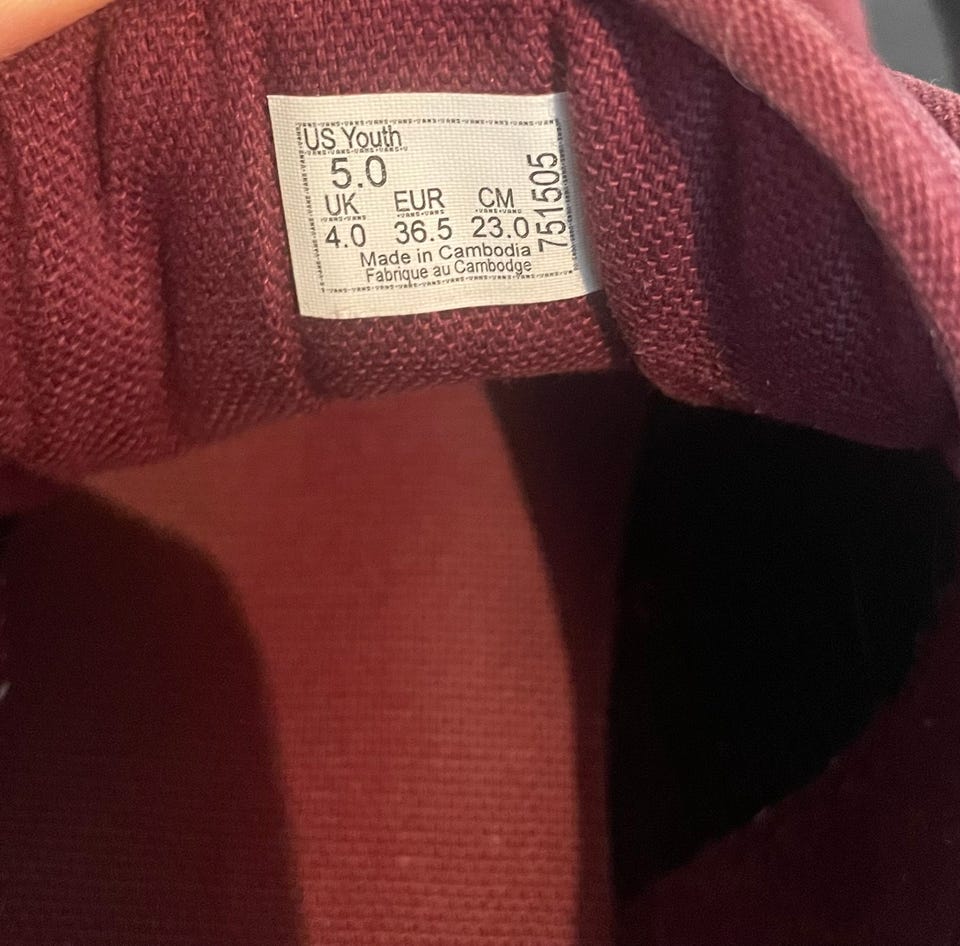 US Youth
5.0
UK EUR CM
4.0 36.5 23.0
Made in Cambodia
Fabrique au Cambodge
751505